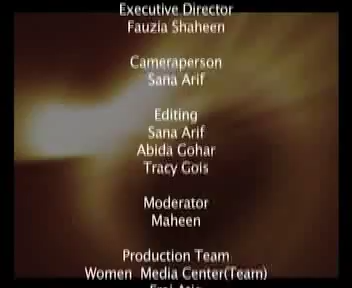 Executive Director
Fauzia Shaheen
Cameraperson
Sana Arif
Editing
Sana Arif
Abida Gohar
Tracy Gois
Moderator
Maheen
Production Team
Women Media Center(Team)